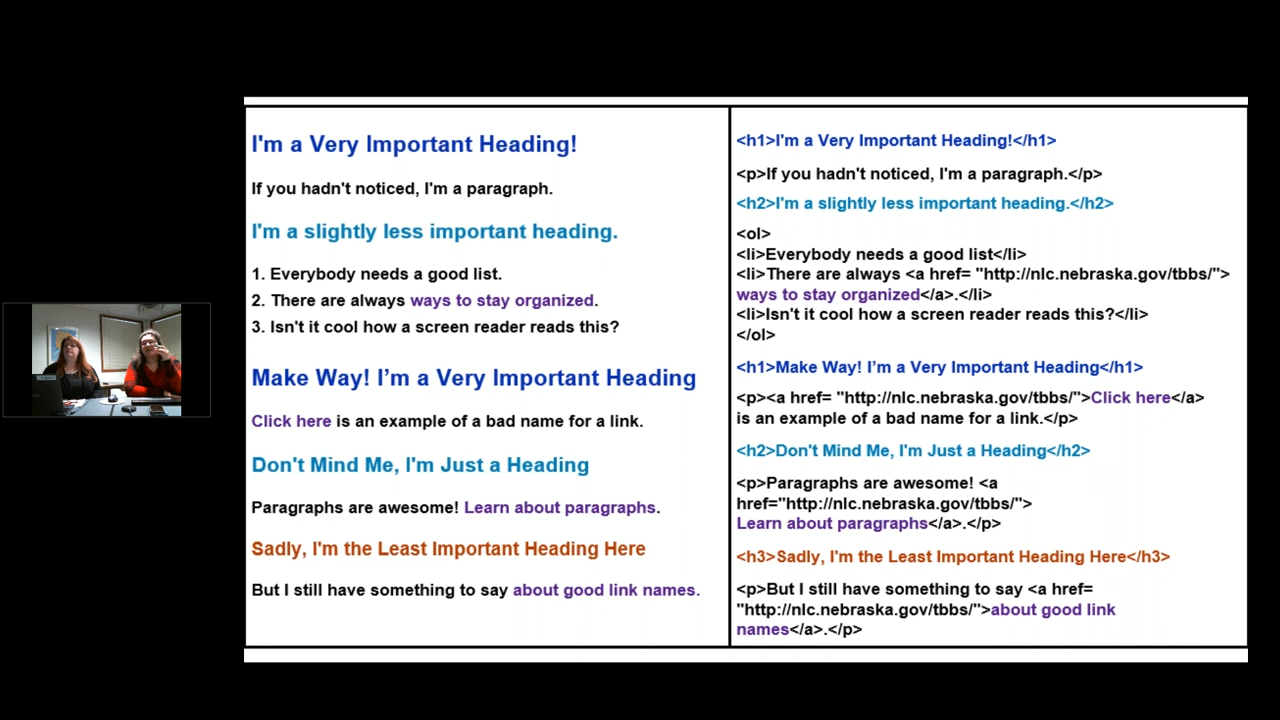 I'm a Very Important Heading!
If you hadn't noticed, I'm a paragraph.
I'm a slightly less important heading.
1. Everybody needs a good list.
2. There are always ways to stay organized.
3. Isn't it cool how a screen reader reads this?
Make Way! I’m a Very Important Heading
Click here is an example of a bad name for a link.
Don't Mind Me, I'm Just a Heading
Paragraphs are awesome! Learn about paragraphs.
Sadly, I'm the Least Important Heading Here
But I still have something to say about good link names.
<h1>I'm a Very Important Heading!</h1>
<p>If you hadn't noticed, I'm a paragraph.</p>
<h2>I'm a slightly less important heading.</h2>
<ol>
<li>Everybody needs a good list</li>
<li>There are always <a href= "http://nlc.nebraska.gov/tbbs/">
ways to stay organized</a>.</li>
<li>Isn't it cool how a screen reader reads this?</li>
</ol>
<h1>Make Way! I’m a Very Important Heading</h1>
<p><a href= "http://nlc.nebraska.gov/tbbs/">Click here</a>
is an example of a bad name for a link.</p>
<h2>Don't Mind Me, I'm Just a Heading</h2>
<p>Paragraphs are awesome! <a
href="http://nlc.nebraska.gov/tbbs/">
Learn about paragraphs</a>.</p>
<h3>Sadly, I'm the Least Important Heading Here</h3>
<p>But I still have something to say <a href=
"http://nlc.nebraska.gov/tbbs/">about good link
names</a>.</p>